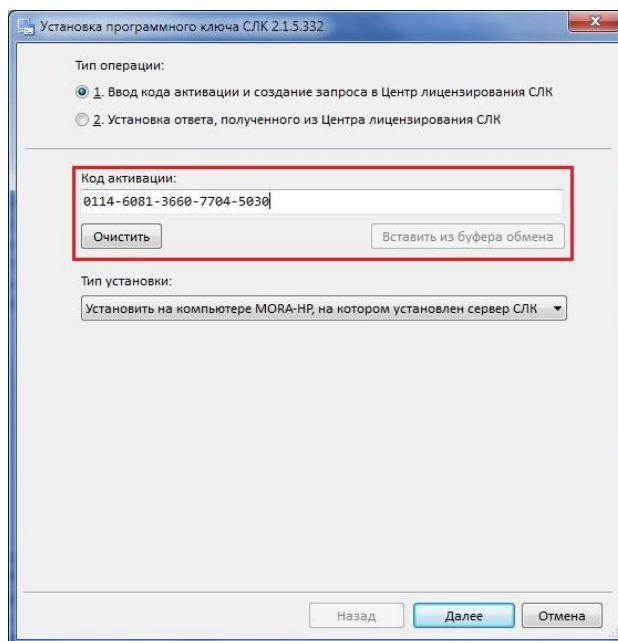 Установка программного ключа СЛК 2.1.5.332
Тип операции:
1. Ввод кода активации и создание запроса в Центр лицензирования СЛК
2. Установка ответа, полученного из Центра лицензирования СЛК
Код активации:
0114-6081-3660-7704-5030
Очистить Вставить из буфера обмена
Тип установки:
Установить на компьютере MORA-HP, на котором установлен сервер СЛК
Назад Далее Отмена